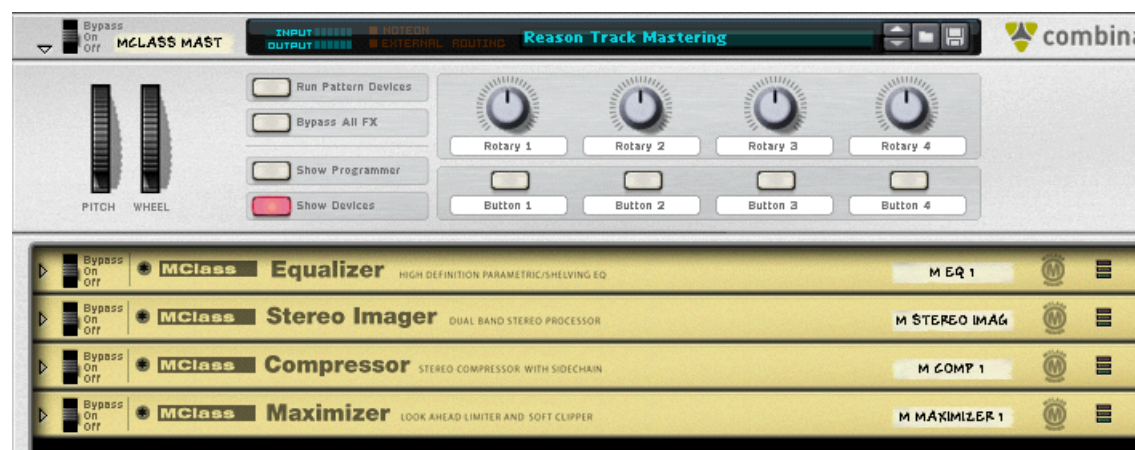 Bypass
On
Off
MCLASS MAST
INPUT
OUTPUT
NOTEON
EXTERNAL ROUTING
Reason Track Mastering
combina
Run Pattern Devices
Bypass All FX
Show Programmer
Show Devices
PITCH WHEEL
Rotary 1 Rotary 2 Rotary 3 Rotary 4
Button 1 Button 2 Button 3 Button 4
Bypass
On
Off
MClass Equalizer HIGH DEFINITION PARAMETRIC/SHELVING EQ M EQ 1
Bypass
On
Off
MClass Stereo Imager DUAL BAND STEREO PROCESSOR M STEREO IMAG
Bypass
On
Off
MClass Compressor STEREO COMPRESSOR WITH SIDECHAIN M COMP 1
Bypass
On
Off
MClass Maximizer LOOK AHEAD LIMITER AND SOFT CLIPPER M MAXIMIZER 1